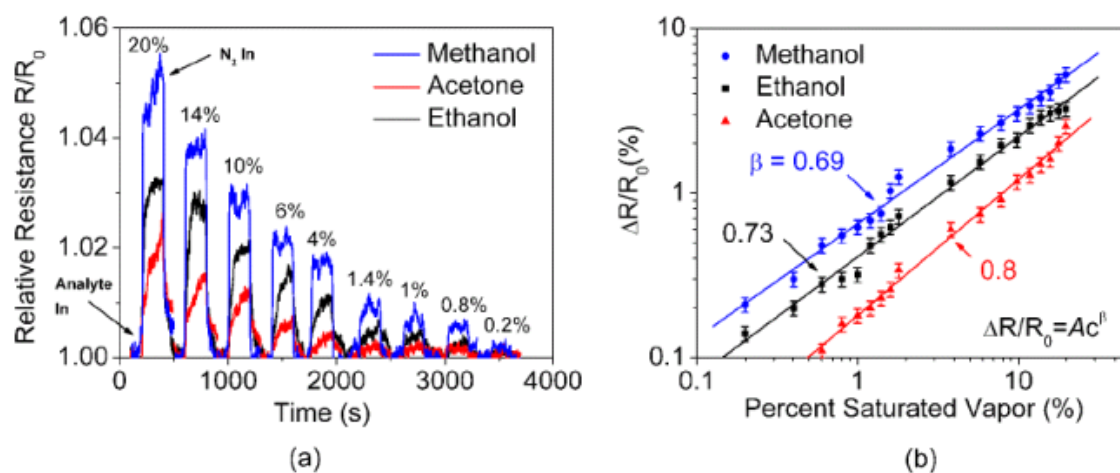 1.06
1.04
1.02
1.00
Relative Resistance R/R₀
20%
N₂ In
14%
10%
6%
4%
1.4%
1%
0.8%
0.2%
Analyte
In
Methanol
Acetone
Ethanol
0
1000
2000
3000
4000
Time (s)
(a)
10
1
0.1
ΔR/R₀(%)
Methanol
Ethanol
Acetone
β = 0.69
0.73
0.8
ΔR/R₀=Acᵝ
0.1
1
10
Percent Saturated Vapor (%)
(b)